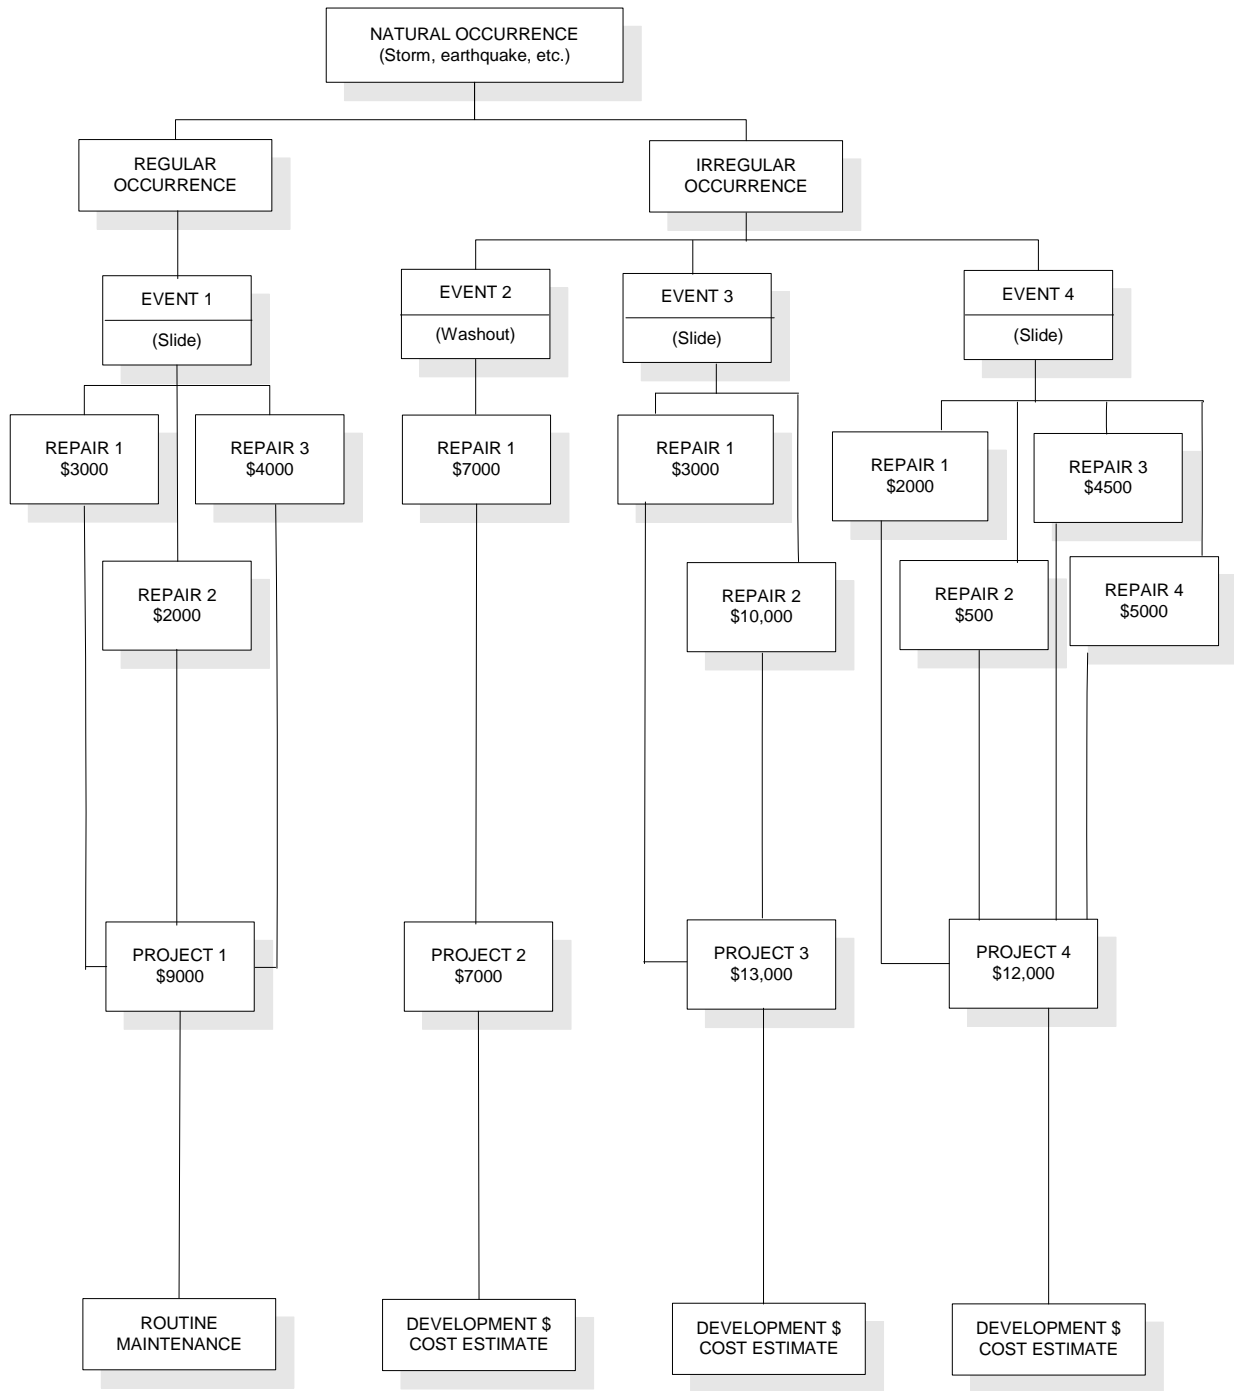 NATURAL OCCURRENCE
(Storm, earthquake, etc.)
REGULAR
OCCURRENCE
IRREGULAR
OCCURRENCE
EVENT 1
(Slide)
EVENT 2
(Washout)
EVENT 3
(Slide)
EVENT 4
(Slide)
REPAIR 1
$3000
REPAIR 3
$4000
REPAIR 1
$7000
REPAIR 1
$3000
REPAIR 1
$2000
REPAIR 3
$4500
REPAIR 2
$2000
REPAIR 2
$10,000
REPAIR 2
$500
REPAIR 4
$5000
PROJECT 1
$9000
PROJECT 2
$7000
PROJECT 3
$13,000
PROJECT 4
$12,000
ROUTINE
MAINTENANCE
DEVELOPMENT $
COST ESTIMATE
DEVELOPMENT $
COST ESTIMATE
DEVELOPMENT $
COST ESTIMATE